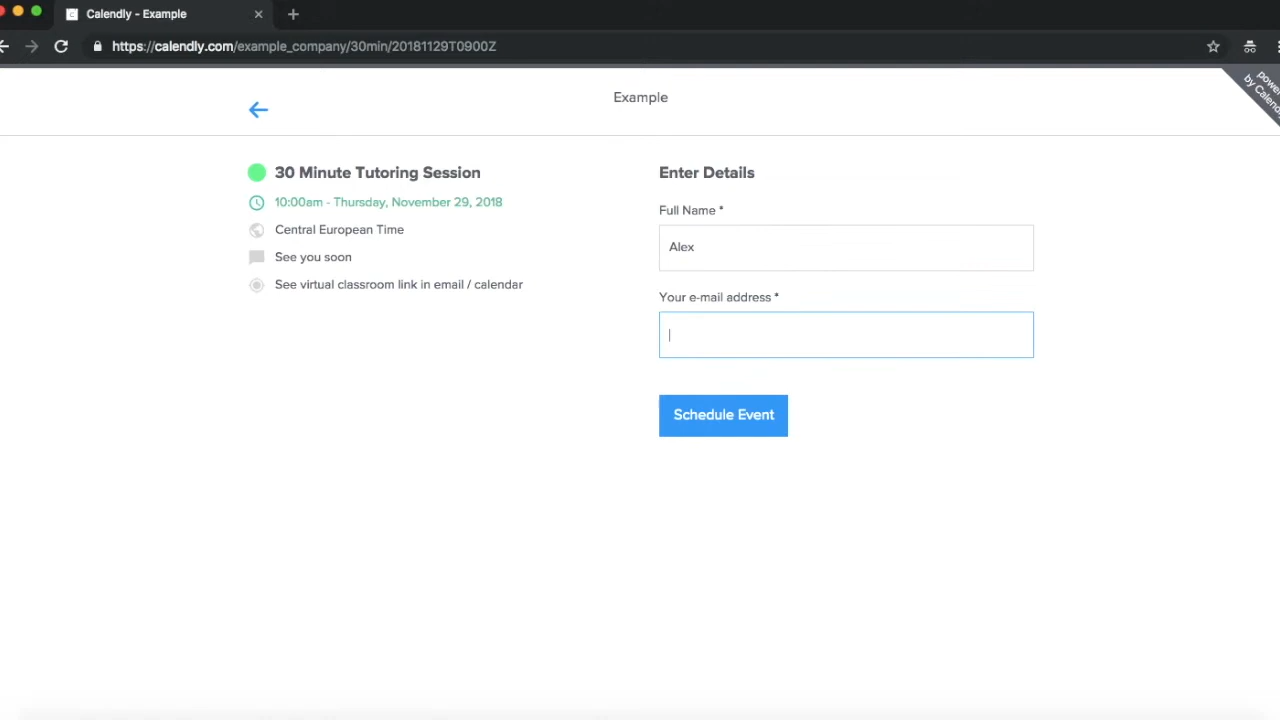 Calendly - Example
https://calendly.com/example_company/30min/20181129T0900Z
Example
by Calend
30 Minute Tutoring Session
10:00am - Thursday, November 29, 2018
Central European Time
See you soon
See virtual classroom link in email / calendar
Enter Details
Full Name *
Alex
Your e-mail address *
Schedule Event